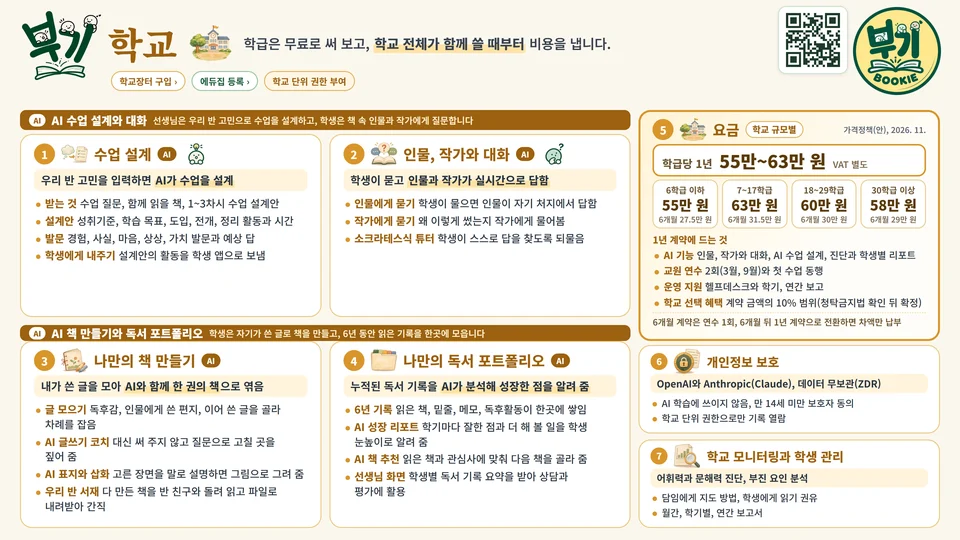 부기
학교
학급은 무료로 써 보고, 학교 전체가 함께 쓸 때부터 비용을 냅니다.
학교장터 구입 ›
에듀집 등록 ›
학교 단위 권한 부여
부기
BOOKIE
AI AI 수업 설계와 대화 선생님은 우리 반 고민으로 수업을 설계하고, 학생은 책 속 인물과 작가에게 질문합니다
1 수업 설계 AI
우리 반 고민을 입력하면 AI가 수업을 설계
• 받는 것 수업 질문, 함께 읽을 책, 1~3차시 수업 설계안
• 설계안 성취기준, 학습 목표, 도입, 전개, 정리 활동과 시간
• 발문 경험, 사실, 마음, 상상, 가치 발문과 예상 답
• 학생에게 내주기 설계안의 활동을 학생 앱으로 보냄
2 인물, 작가와 대화 AI
학생이 묻고 인물과 작가가 실시간으로 답함
• 인물에게 묻기 학생이 물으면 인물이 자기 처지에서 답함
• 작가에게 묻기 왜 이렇게 썼는지 작가에게 물어봄
• 소크라테스식 튜터 학생이 스스로 답을 찾도록 되물음
AI AI 책 만들기와 독서 포트폴리오 학생은 자기가 쓴 글로 책을 만들고, 6년 동안 읽은 기록을 한곳에 모읍니다
3 나만의 책 만들기 AI
내가 쓴 글을 모아 AI와 함께 한 권의 책으로 엮음
• 글 모으기 독후감, 인물에게 쓴 편지, 이어 쓴 글을 골라
차례를 잡음
• AI 글쓰기 코치 대신 써 주지 않고 질문으로 고칠 곳을
짚어 줌
• AI 표지와 삽화 고른 장면을 말로 설명하면 그림으로 그려 줌
• 우리 반 서재 다 만든 책을 반 친구와 돌려 읽고 파일로
내려받아 간직
4 나만의 독서 포트폴리오 AI
누적된 독서 기록을 AI가 분석해 성장한 점을 알려 줌
• 6년 기록 읽은 책, 밑줄, 메모, 독후활동이 한곳에 쌓임
• AI 성장 리포트 학기마다 잘한 점과 더 해 볼 일을 학생
눈높이로 알려 줌
• AI 책 추천 읽은 책과 관심사에 맞춰 다음 책을 골라 줌
• 선생님 화면 학생별 독서 기록 요약을 받아 상담과
평가에 활용
5 요금 학교 규모별 가격정책(안), 2026. 11.
학급당 1년 55만~63만 원 VAT 별도
6학급 이하
55만 원
6개월 27.5만 원
7~17학급
63만 원
6개월 31.5만 원
18~29학급
60만 원
6개월 30만 원
30학급 이상
58만 원
6개월 29만 원
1년 계약에 드는 것
• AI 기능 인물, 작가와 대화, AI 수업 설계, 진단과 학생별 리포트
• 교원 연수 2회(3월, 9월)와 첫 수업 동행
• 운영 지원 헬프데스크와 학기, 연간 보고
• 학교 선택 혜택 계약 금액의 10% 범위(청탁금지법 확인 뒤 확정)
6개월 계약은 연수 1회, 6개월 뒤 1년 계약으로 전환하면 차액만 납부
6 개인정보 보호
OpenAI와 Anthropic(Claude), 데이터 무보관(ZDR)
• AI 학습에 쓰이지 않음, 만 14세 미만 보호자 동의
• 학교 단위 권한으로만 기록 열람
7 학교 모니터링과 학생 관리
어휘력과 문해력 진단, 부진 요인 분석
• 담임에게 지도 방법, 학생에게 읽기 권유
• 월간, 학기별, 연간 보고서